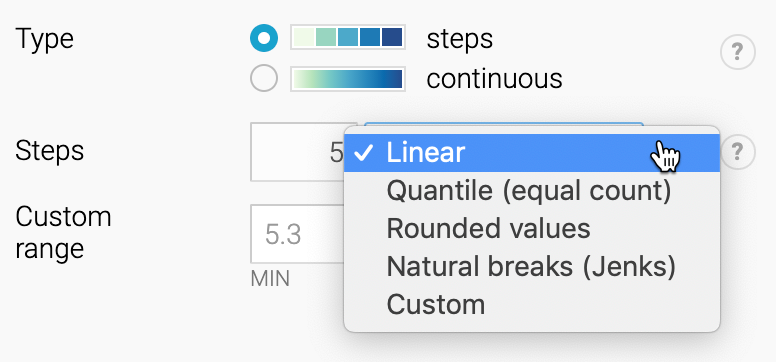 Type
steps
?
continuous
Steps
5
✓ Linear
?
Quantile (equal count)
Custom
range
5.3
Rounded values
Natural breaks (Jenks)
MIN
Custom